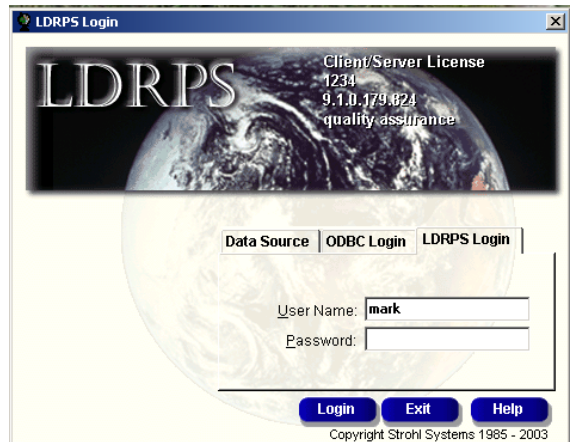 LDRPS Login
LDRPS
Client/Server License
1234
9.1.0.179.824
quality assurance
Data Source
ODBC Login
LDRPS Login
User Name: mark
Password:
Login
Exit
Help
Copyright Strohl Systems 1985 - 2003